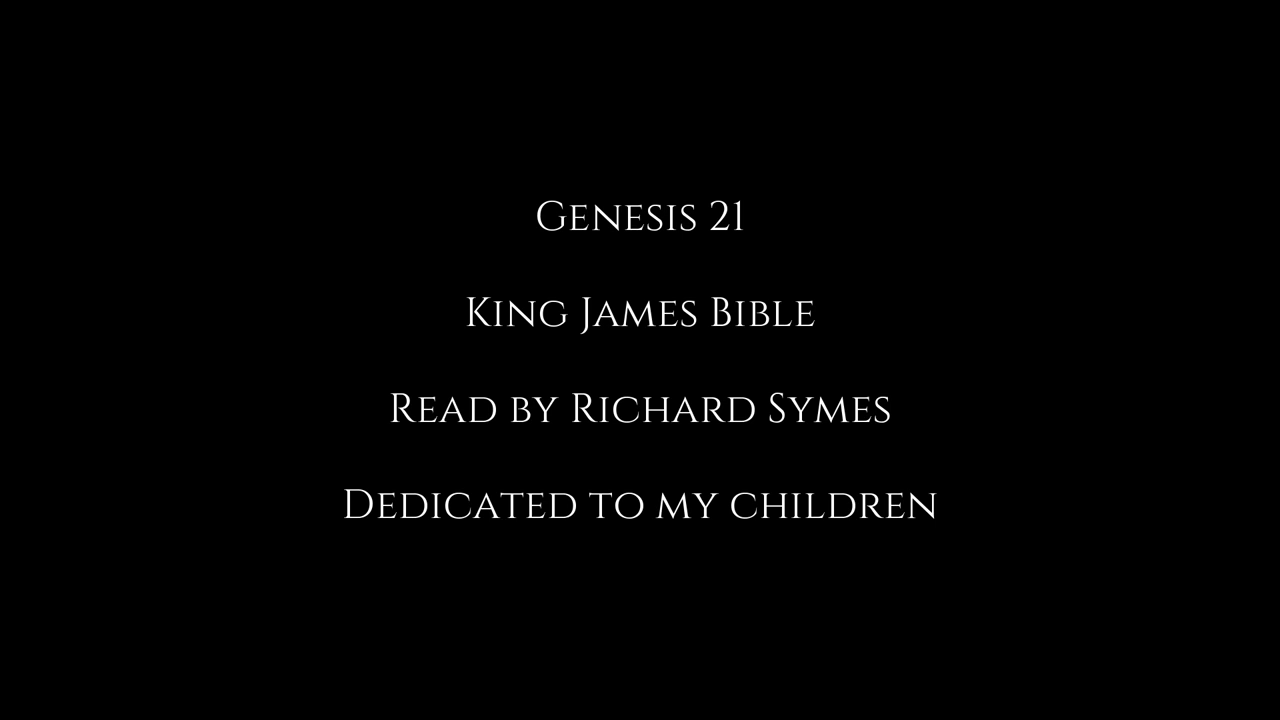 Genesis 21
King James Bible
Read by Richard Symes
Dedicated to my children